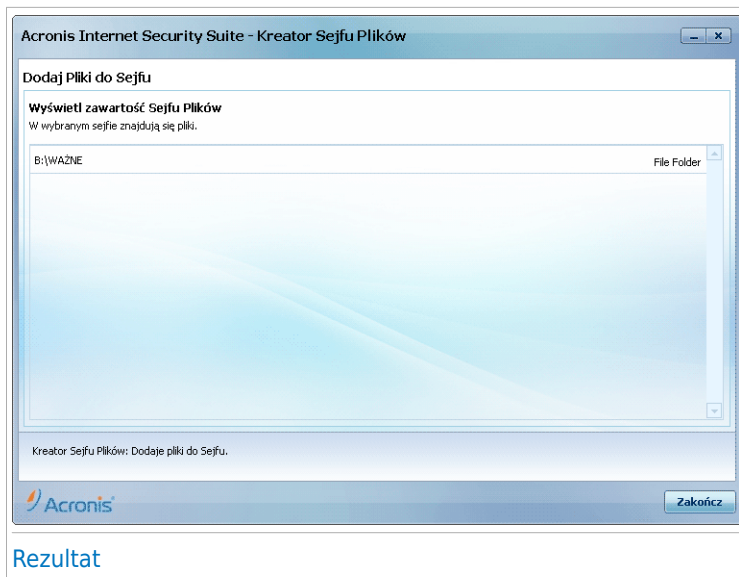 Acronis Internet Security Suite - Kreator Sejfu Plików
Dodaj Pliki do Sejfu
Wyświetl zawartość Sejfu Plików
W wybranym sejfie znajdują się pliki.
B:\WAŻNE File Folder
Kreator Sejfu Plików: Dodaje pliki do Sejfu.
Acronis
Zakończ
Rezultat